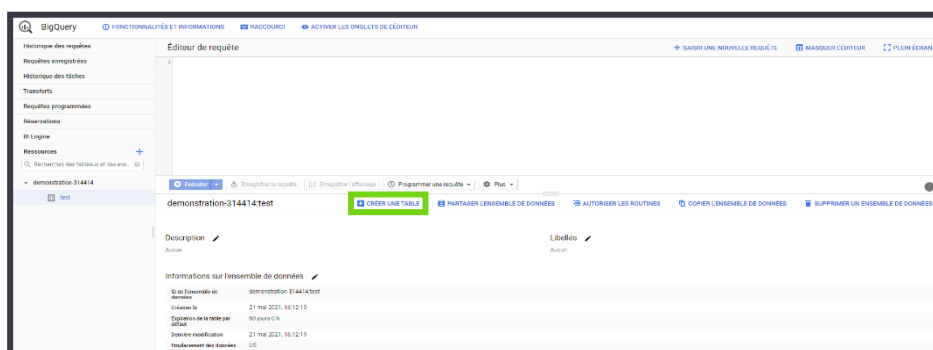 BigQuery
FONCTIONNALITÉS ET INFORMATIONS
RACCOURCI
ACTIVER LES ONGLETS DE L'ÉDITEUR
Historique des requêtes
Requêtes enregistrées
Historique des tâches
Transferts
Requêtes programmées
Réservations
BI Engine
Ressources
+
Recherchez des tableaux et des
demonstration-314414
test
Éditeur de requête
+ SAISIR UNE NOUVELLE REQUÊTE
MASQUER L'ÉDITEUR
PLEIN ÉCRAN
1
Exécuter
Enregistrer la requête
Enregistrer l'affichage
Programmer une requête
Plus
demonstration-314414:test
CRÉER UNE TABLE
PARTAGER L'ENSEMBLE DE DONNÉES
AUTORISER LES ROUTINES
COPIER L'ENSEMBLE DE DONNÉES
SUPPRIMER UN ENSEMBLE DE DONNÉES
Description
Aucun
Libellés
Aucun
Informations sur l'ensemble de données
ID de l'ensemble de données
demonstration-314414:test
Création le
21 mai 2021, 16:12:19
Expiration de la table par défaut
60 jours 0 h
Dernière modification
21 mai 2021, 16:12:19
Emplacement des données
US